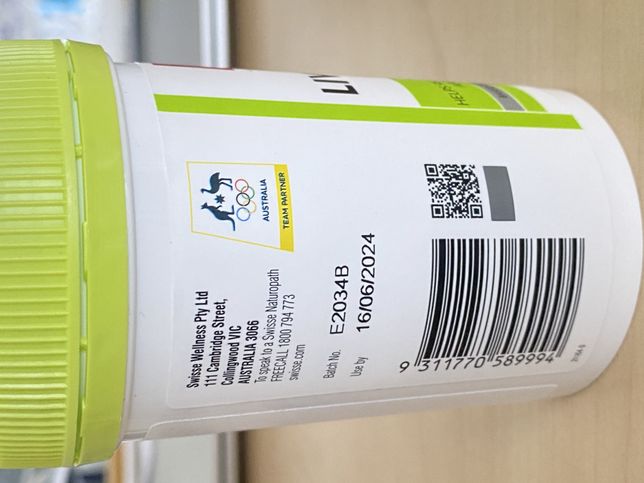 AUSTRALIA
TEAM PARTNER
Swisse Wellness Pty Ltd
111 Cambridge Street,
Collingwood VIC
AUSTRALIA 3066
To speak to a Swisse Naturopath
FREECALL 1800 794 773
swisse.com
Batch No. E2034B
Use by 16/06/2024
9 311770 589994